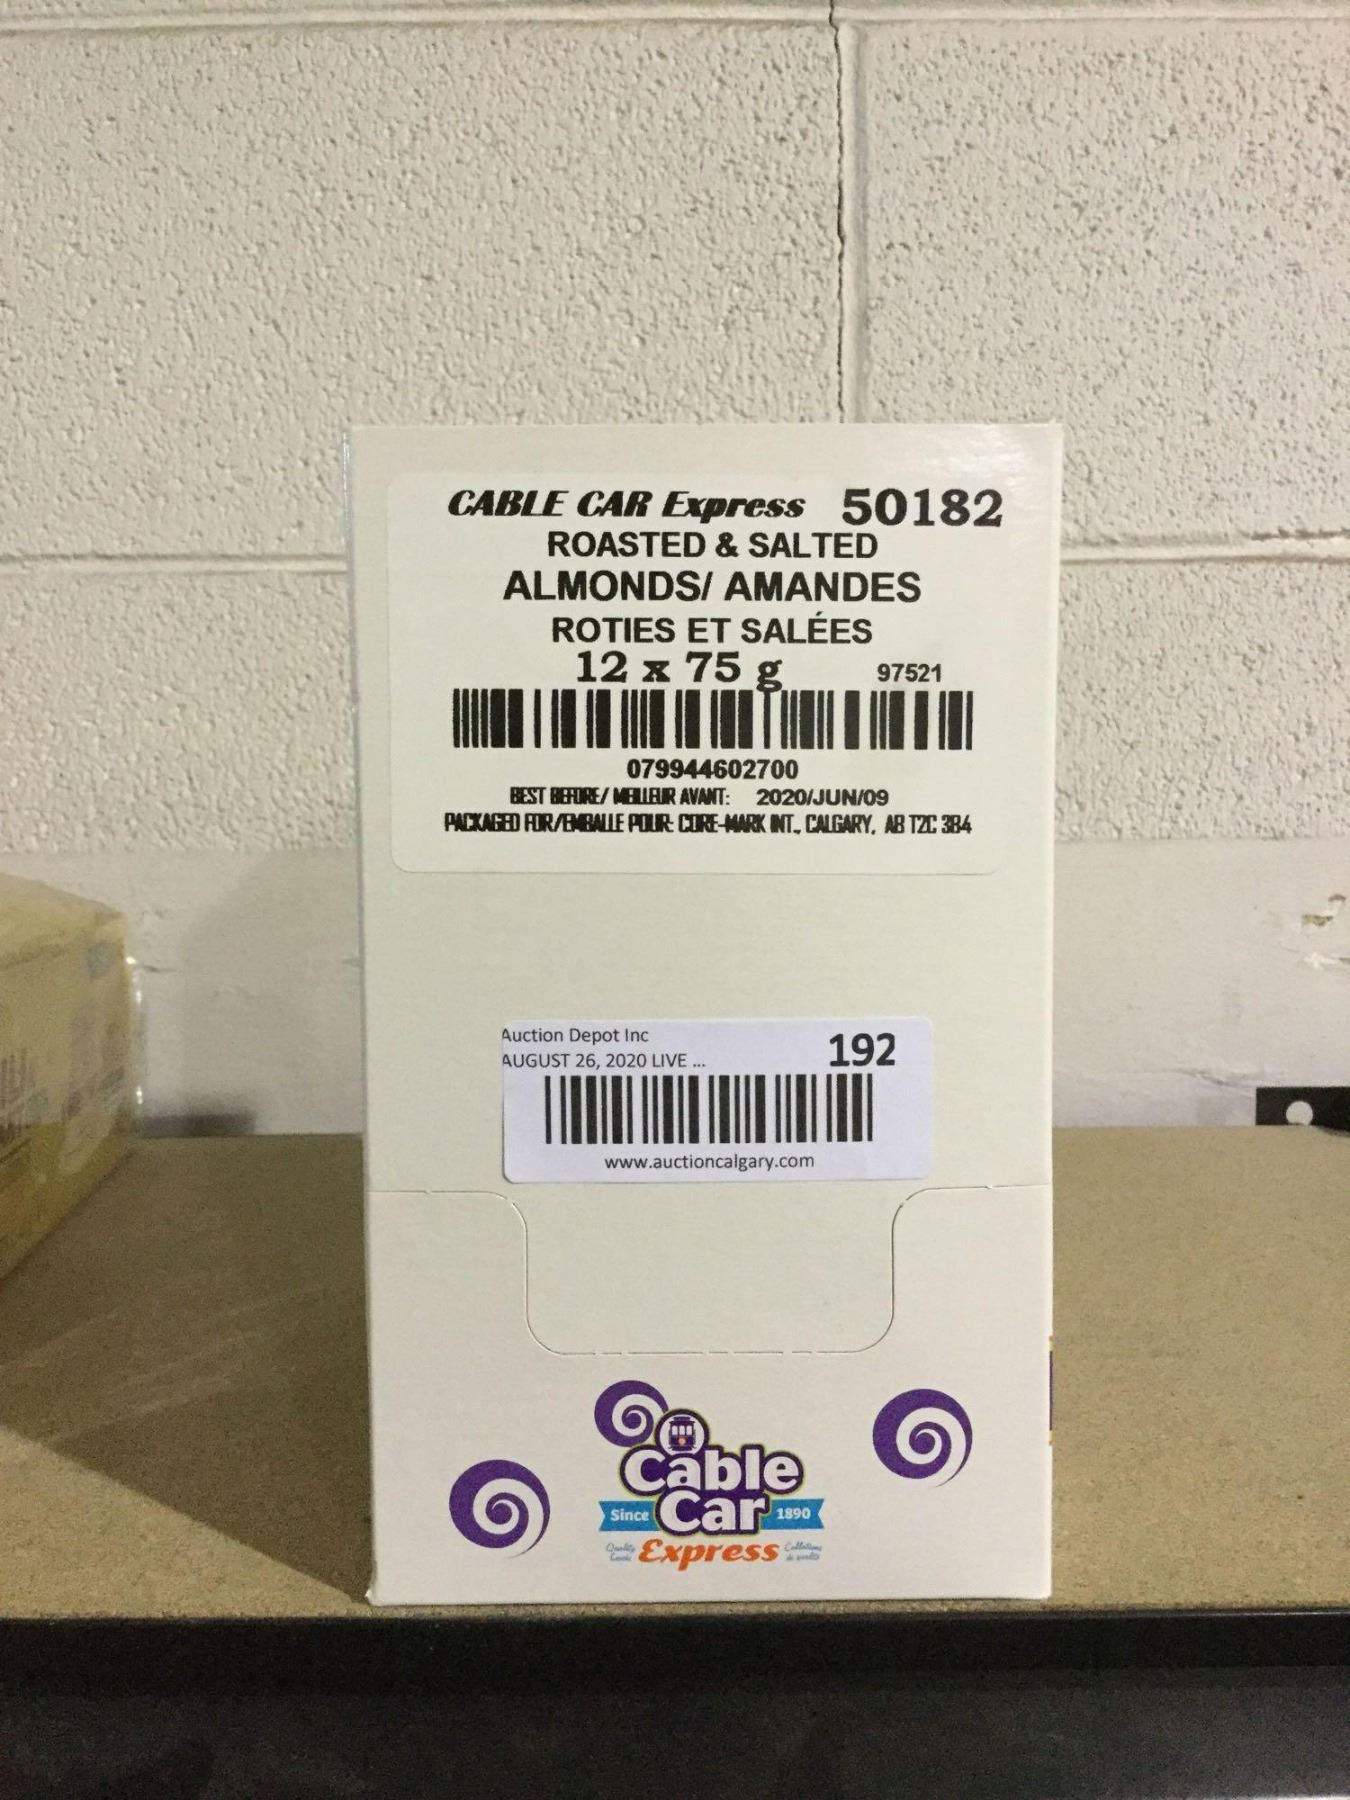 CABLE CAR Express 50182
ROASTED & SALTED
ALMONDS/ AMANDES
ROTIES ET SALÉES
12 x 75 g 97521
079944602700
BEST BEFORE/ MEILLEUR AVANT: 2020/JUN/09
PACKAGED FOR/EMBALLE POUR: CORE-MARK INT., CALGARY, AB T2C 3B4
Auction Depot Inc 192
AUGUST 26, 2020 LIVE ...
www.auctioncalgary.com
Cable
Since Car 1890
Quality Express